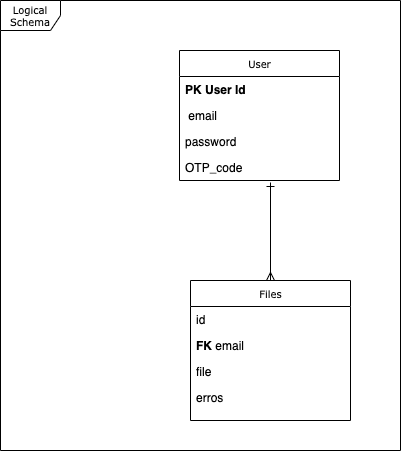 Logical
Schema
User
PK User Id
email
password
OTP_code
Files
id
FK email
file
erros